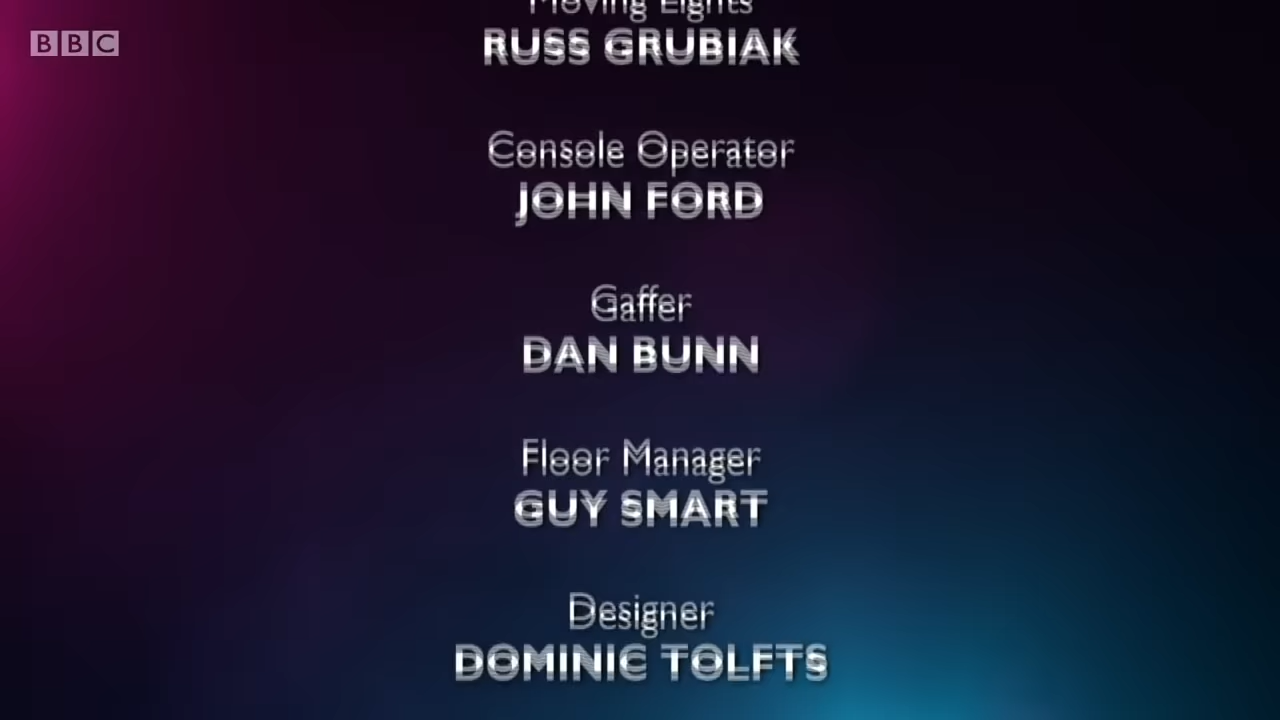 BBC
Moving Lights
RUSS GRUBIAK
Console Operator
JOHN FORD
Gaffer
DAN BUNN
Floor Manager
GUY SMART
Designer
DOMINIC TOLFTS